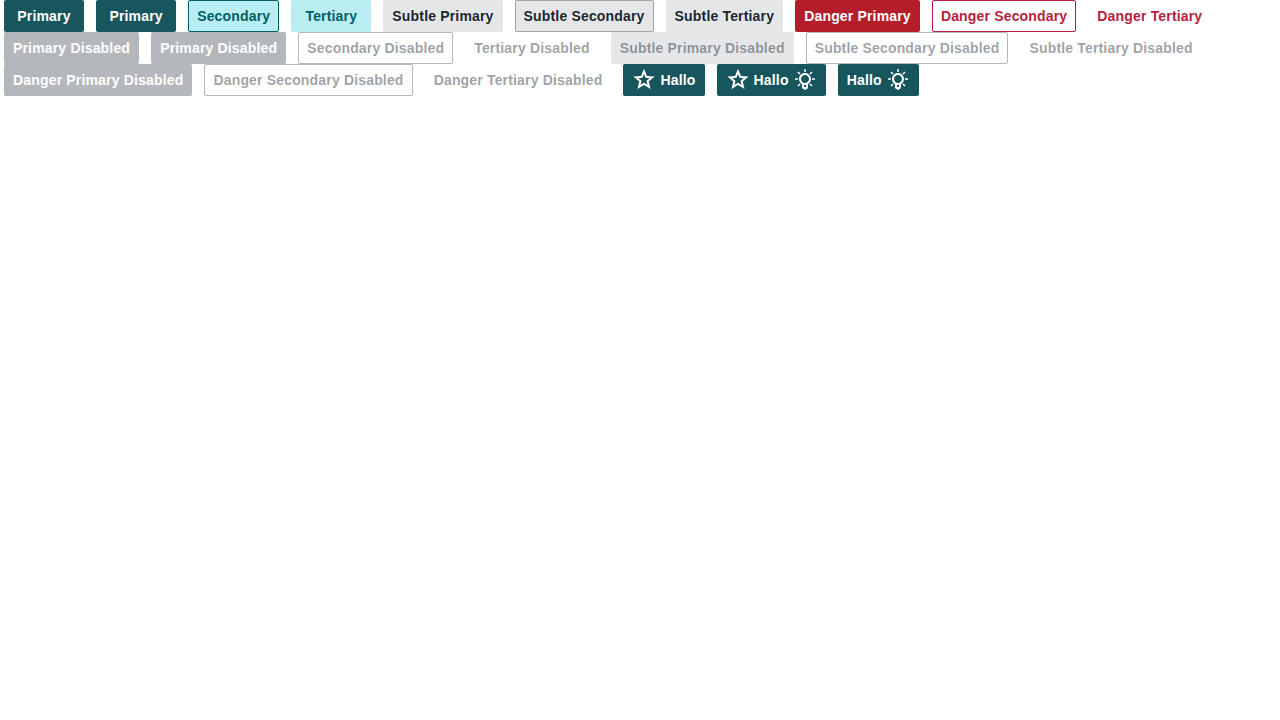 Primary Primary Secondary Tertiary Subtle Primary Subtle Secondary Subtle Tertiary Danger Primary Danger Secondary Danger Tertiary
Primary Disabled Primary Disabled Secondary Disabled Tertiary Disabled Subtle Primary Disabled Subtle Secondary Disabled Subtle Tertiary Disabled
Danger Primary Disabled Danger Secondary Disabled Danger Tertiary Disabled Hallo Hallo Hallo